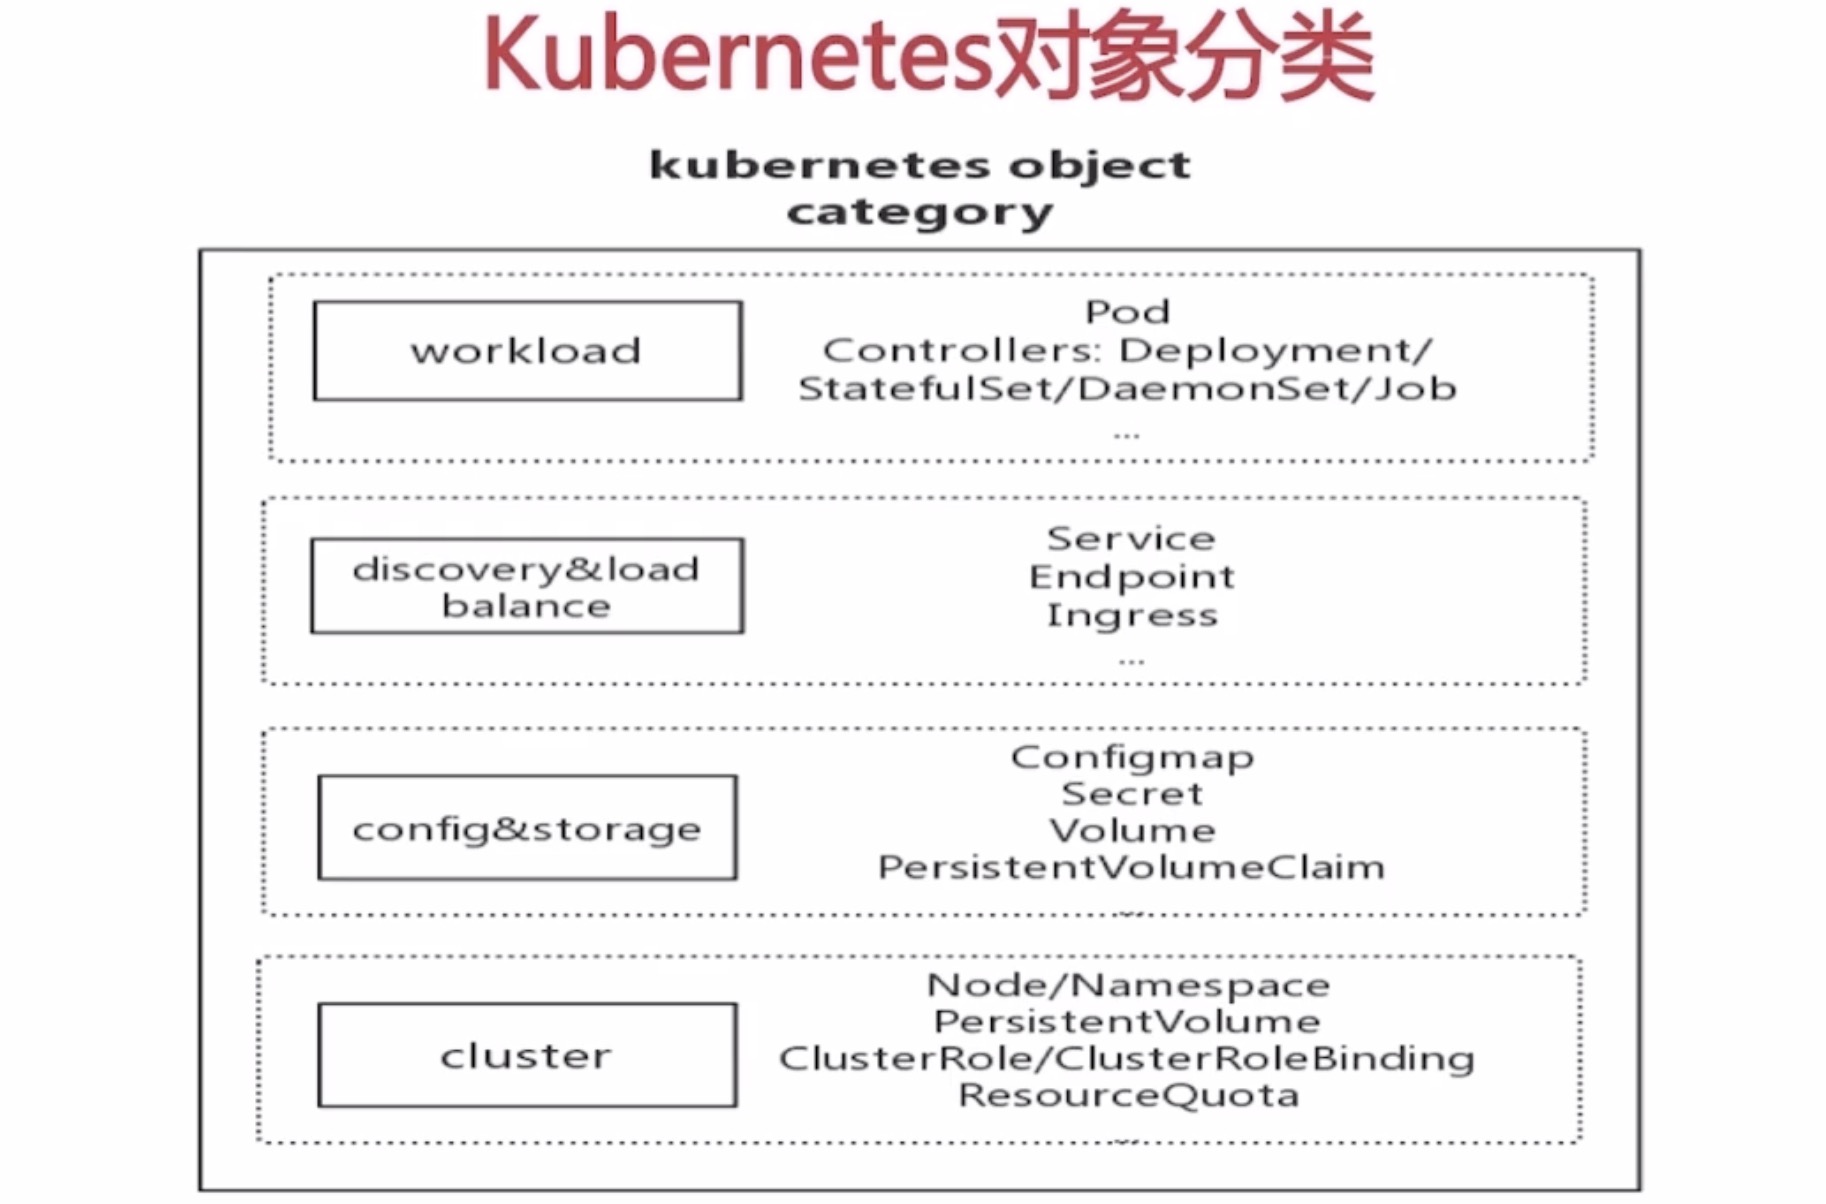 Kubernetes对象分类
kubernetes object
category
workload
Pod
Controllers: Deployment/
StatefulSet/DaemonSet/Job
...
discovery&load
balance
Service
Endpoint
Ingress
...
config&storage
Configmap
Secret
Volume
PersistentVolumeClaim
...
cluster
Node/Namespace
PersistentVolume
ClusterRole/ClusterRoleBinding
ResourceQuota
...